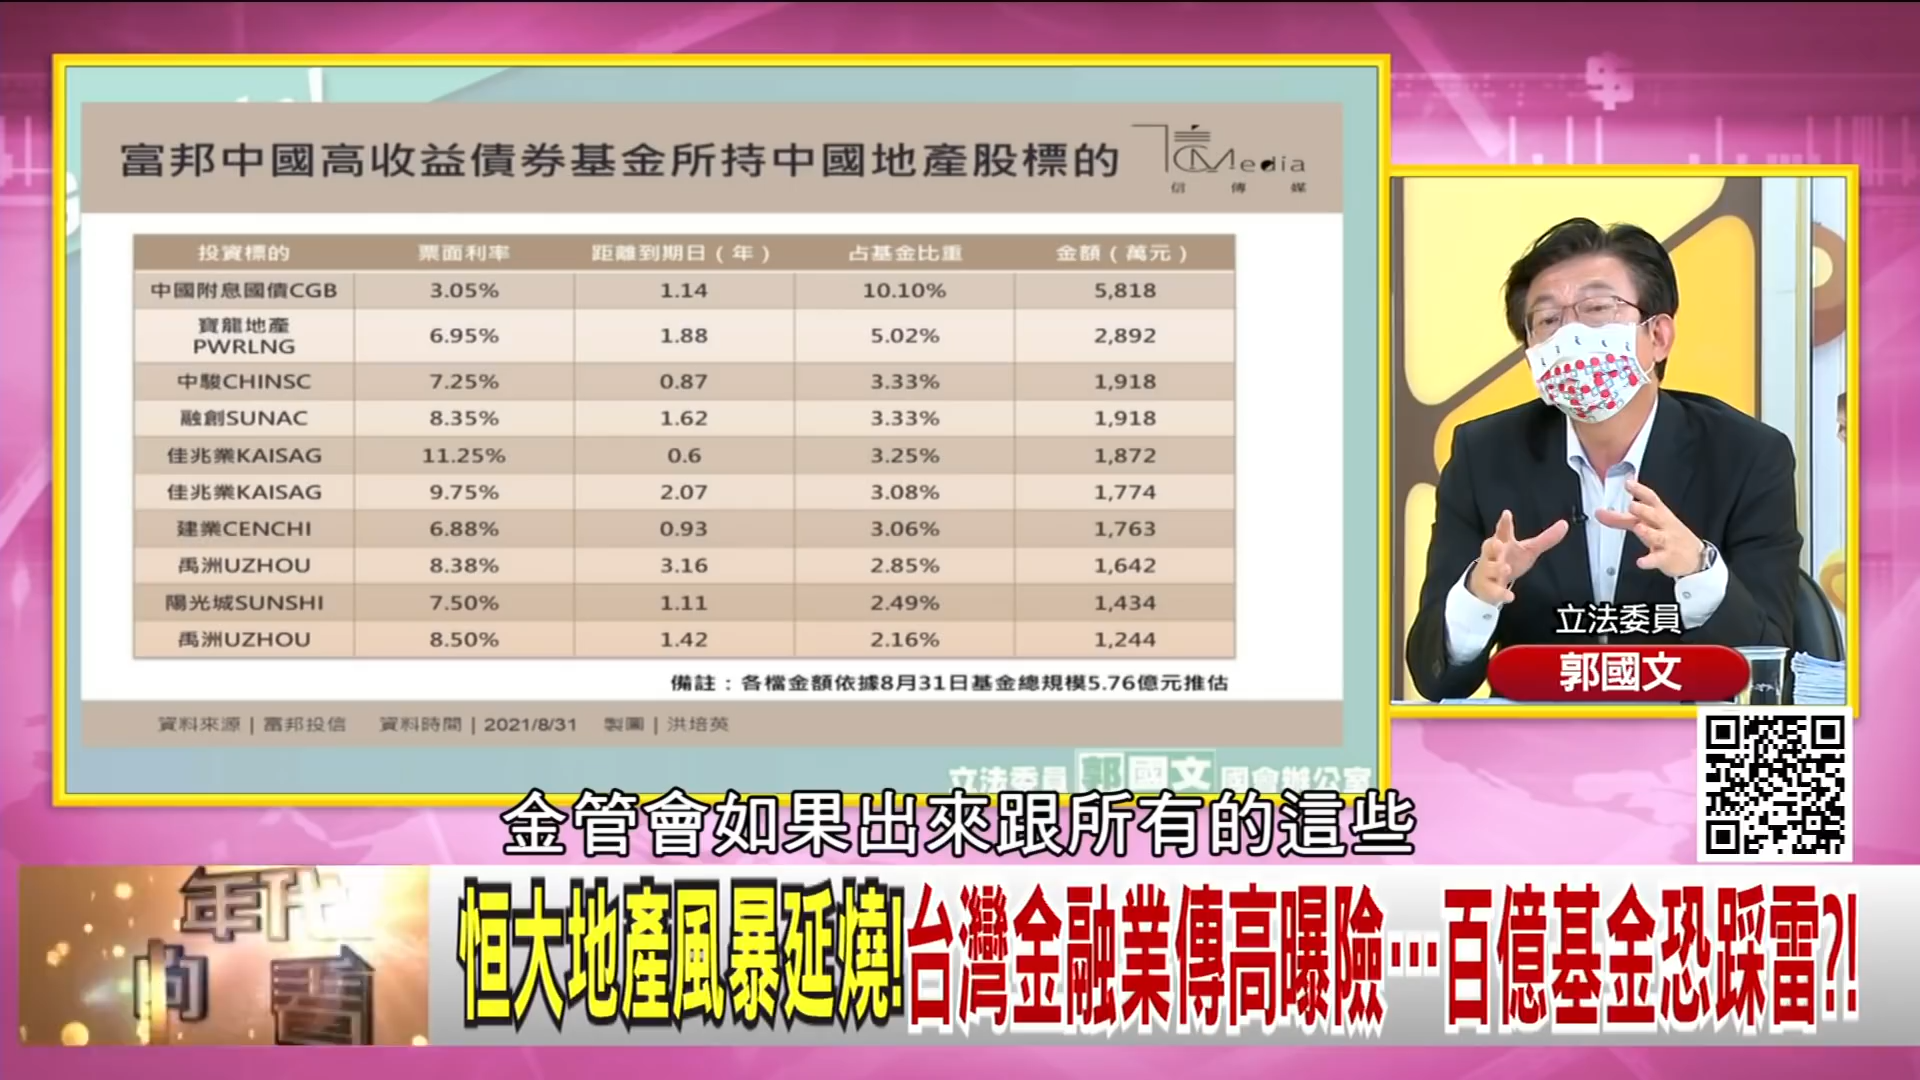 富邦中國高收益債券基金所持中國地產股標的
CMedia
信傳媒
投資標的 票面利率 距離到期日(年) 占基金比重 金額(萬元)
中國附息國債CGB 3.05% 1.14 10.10% 5,818
寶龍地產
PWRLNG 6.95% 1.88 5.02% 2,892
中駿CHINSC 7.25% 0.87 3.33% 1,918
融創SUNAC 8.35% 1.62 3.33% 1,918
佳兆業KAISAG 11.25% 0.6 3.25% 1,872
佳兆業KAISAG 9.75% 2.07 3.08% 1,774
建業CENCHI 6.88% 0.93 3.06% 1,763
禹洲UZHOU 8.38% 3.16 2.85% 1,642
陽光城SUNSHI 7.50% 1.11 2.49% 1,434
禹洲UZHOU 8.50% 1.42 2.16% 1,244
備註:各檔金額依據8月31日基金總規模5.76億元推估
資料來源|富邦投信 資料時間|2021/8/31 製圖|洪培英
立法委員 郭國文 國會辦公室
立法委員
郭國文
金管會如果出來跟所有的這些
年代向錢
恒大地產風暴延燒!台灣金融業傳高曝險…百億基金恐踩雷?!